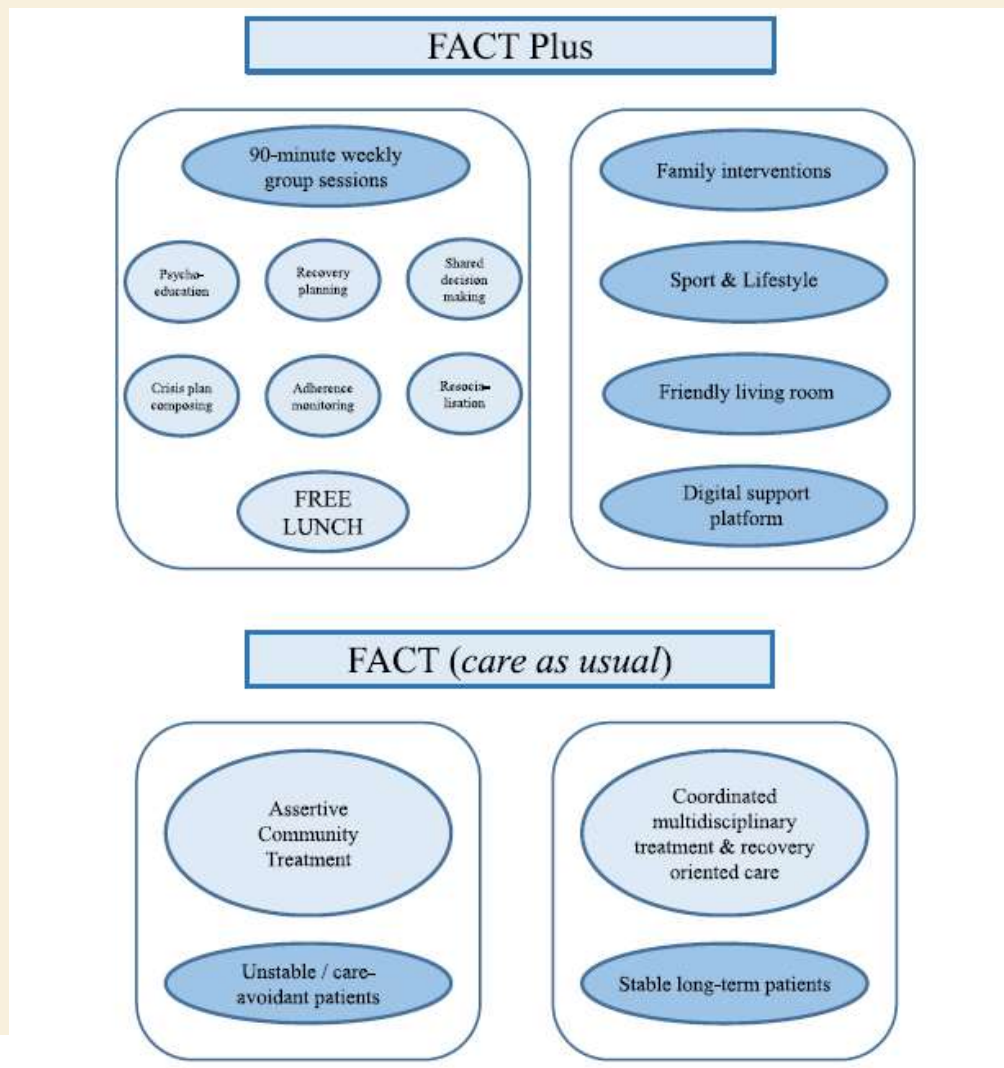 FACT Plus
90-minute weekly
group sessions
Psycho-
education
Recovery
planning
Shared
decision
making
Crisis plan
composing
Adherence
monitoring
Resocia-
lisation
FREE
LUNCH
Family interventions
Sport & Lifestyle
Friendly living room
Digital support
platform
FACT (care as usual)
Assertive
Community
Treatment
Unstable / care-
avoidant patients
Coordinated
multidisciplinary
treatment & recovery
oriented care
Stable long-term patients